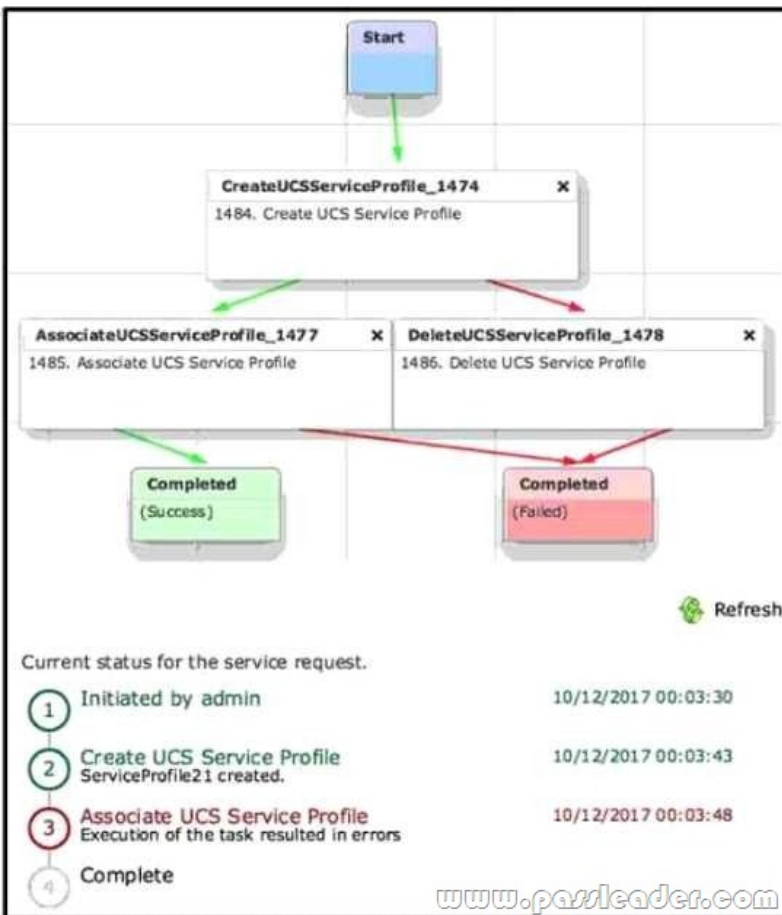 Start
CreateUCSServiceProfile_1474 x
1484. Create UCS Service Profile
AssociateUCSServiceProfile_1477 x
1485. Associate UCS Service Profile
DeleteUCSServiceProfile_1478 x
1486. Delete UCS Service Profile
Completed
(Success)
Completed
(Failed)
Refresh
Current status for the service request.
1 Initiated by admin 10/12/2017 00:03:30
2 Create UCS Service Profile 10/12/2017 00:03:43
ServiceProfile21 created.
3 Associate UCS Service Profile 10/12/2017 00:03:48
Execution of the task resulted in errors
4 Complete
www.passleader.com